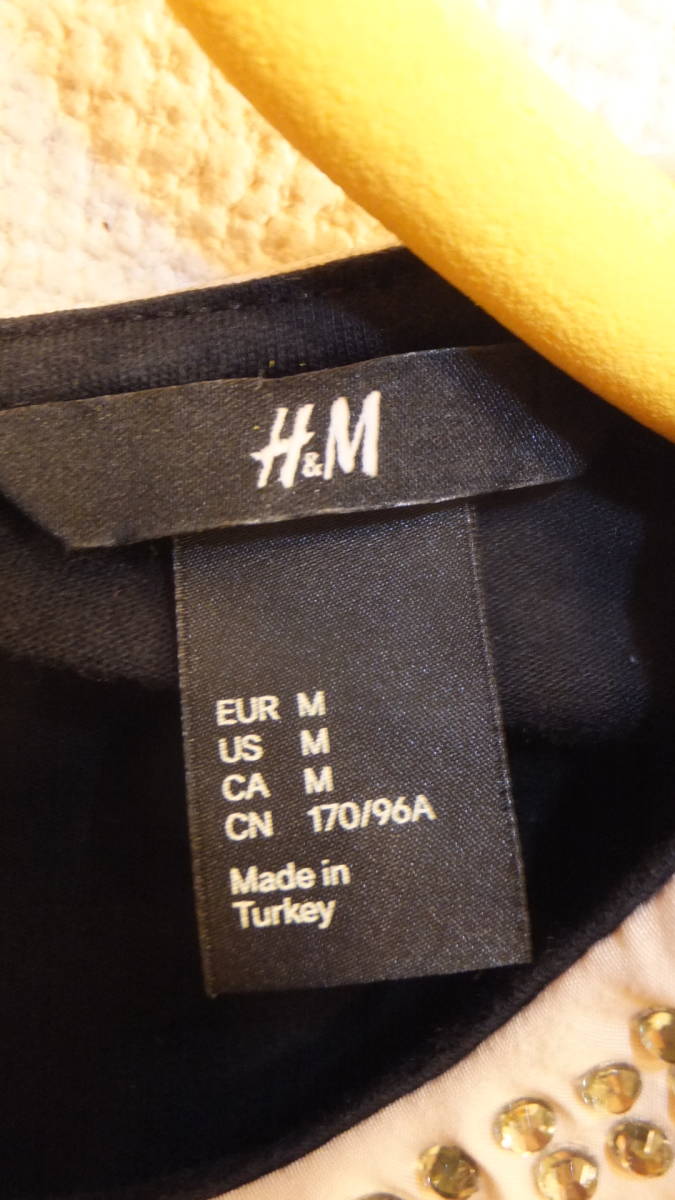 H&M
EUR M
US M
CA M
CN 170/96A
Made in
Turkey